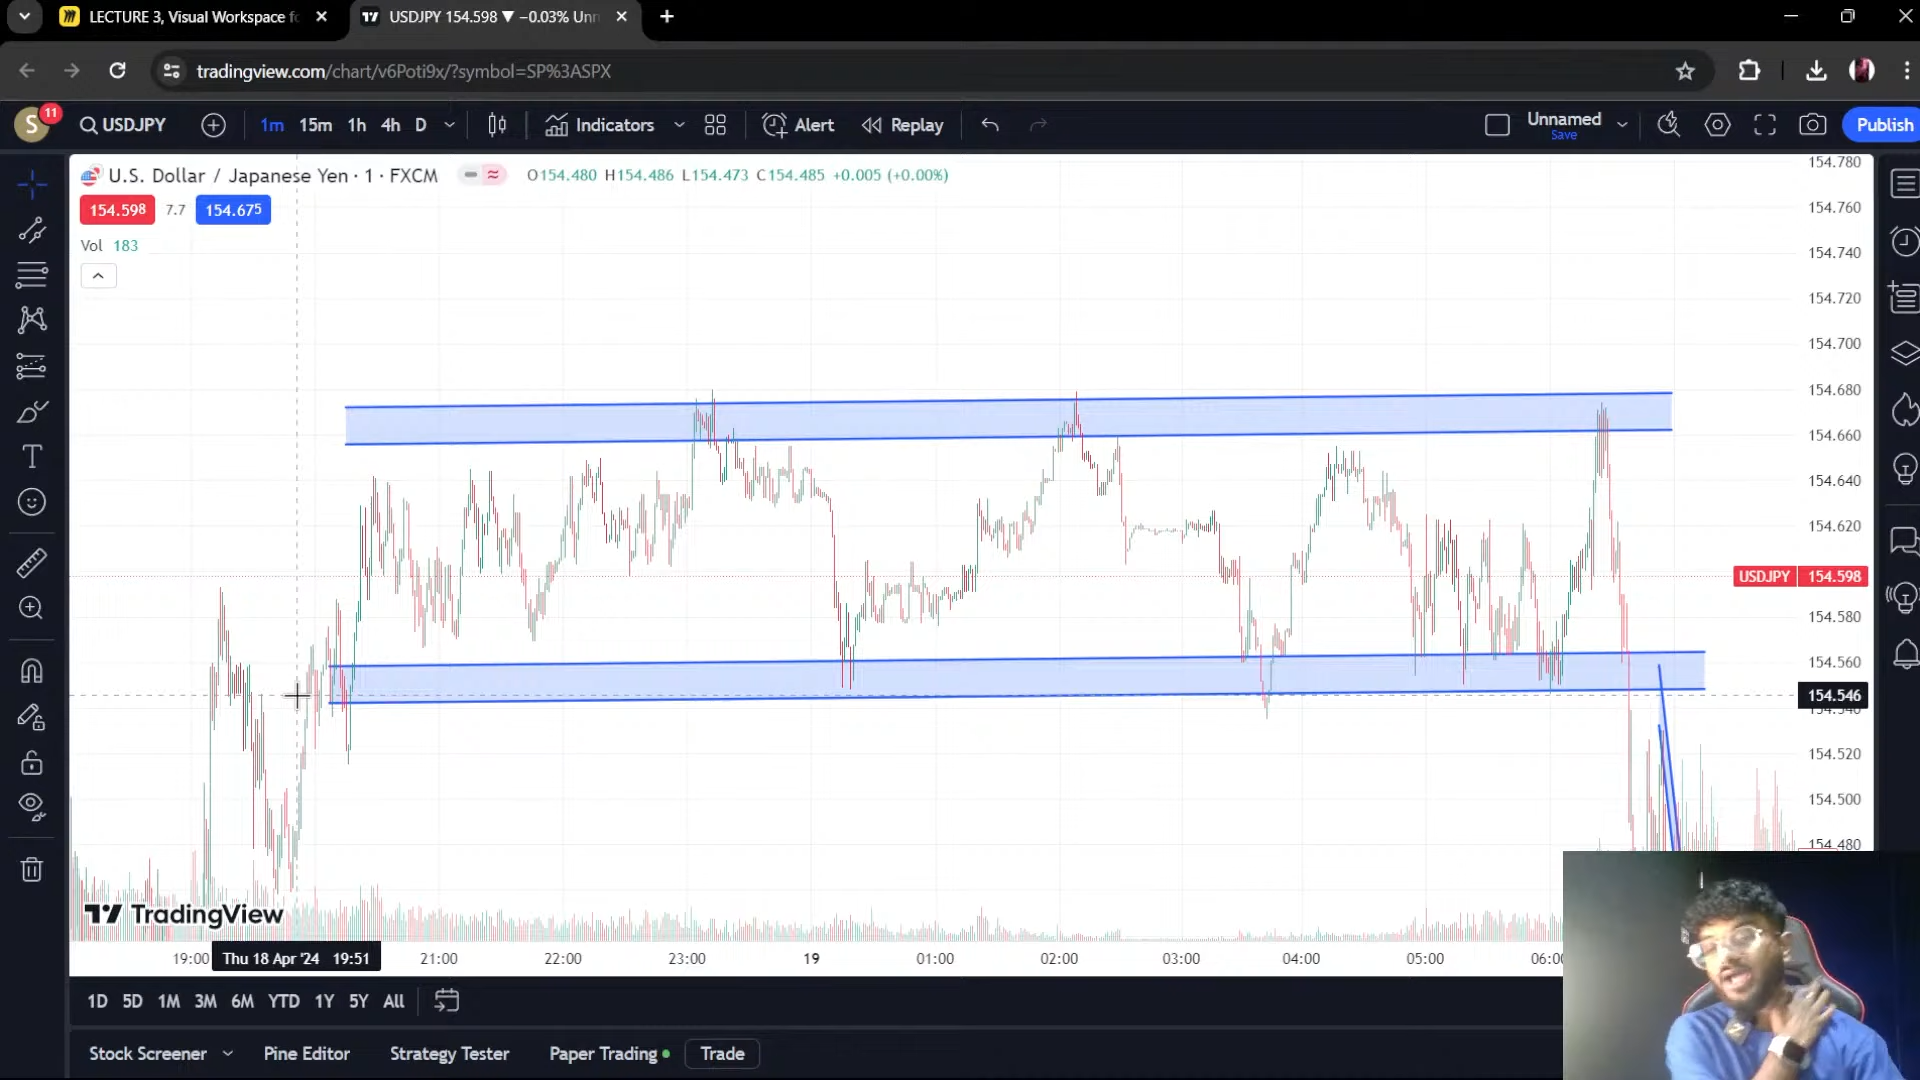 LECTURE 3, Visual Workspace f
USDJPY 154.598 ▼ −0.03% Unn
tradingview.com/chart/v6Poti9x/?symbol=SP%3ASPX
S
11
USDJPY
1m 15m 1h 4h D
Indicators
Alert
Replay
Unnamed
Save
Publish
U.S. Dollar / Japanese Yen · 1 · FXCM
O154.480 H154.486 L154.473 C154.485 +0.005 (+0.00%)
154.598 7.7 154.675
Vol 183
154.780
154.760
154.740
154.720
154.700
154.680
154.660
154.640
154.620
USDJPY 154.598
154.580
154.560
154.546
154.540
154.520
154.500
154.480
TradingView
19:00 Thu 18 Apr '24 19:51 21:00 22:00 23:00 19 01:00 02:00 03:00 04:00 05:00 06:00
1D 5D 1M 3M 6M YTD 1Y 5Y All
Stock Screener Pine Editor Strategy Tester Paper Trading Trade